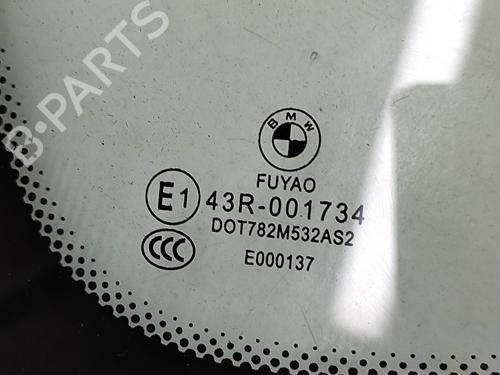 B-PARTS
BMW
FUYAO
E1 43R-001734
DOT782M532AS2
CCC
E000137